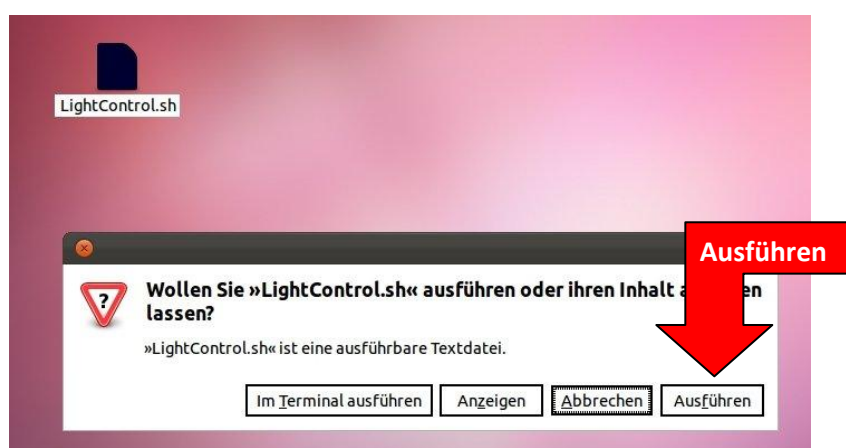 LightControl.sh
Ausführen
Wollen Sie »LightControl.sh« ausführen oder ihren Inhalt a en
lassen?
»LightControl.sh« ist eine ausführbare Textdatei.
Im Terminal ausführen Anzeigen Abbrechen Ausführen